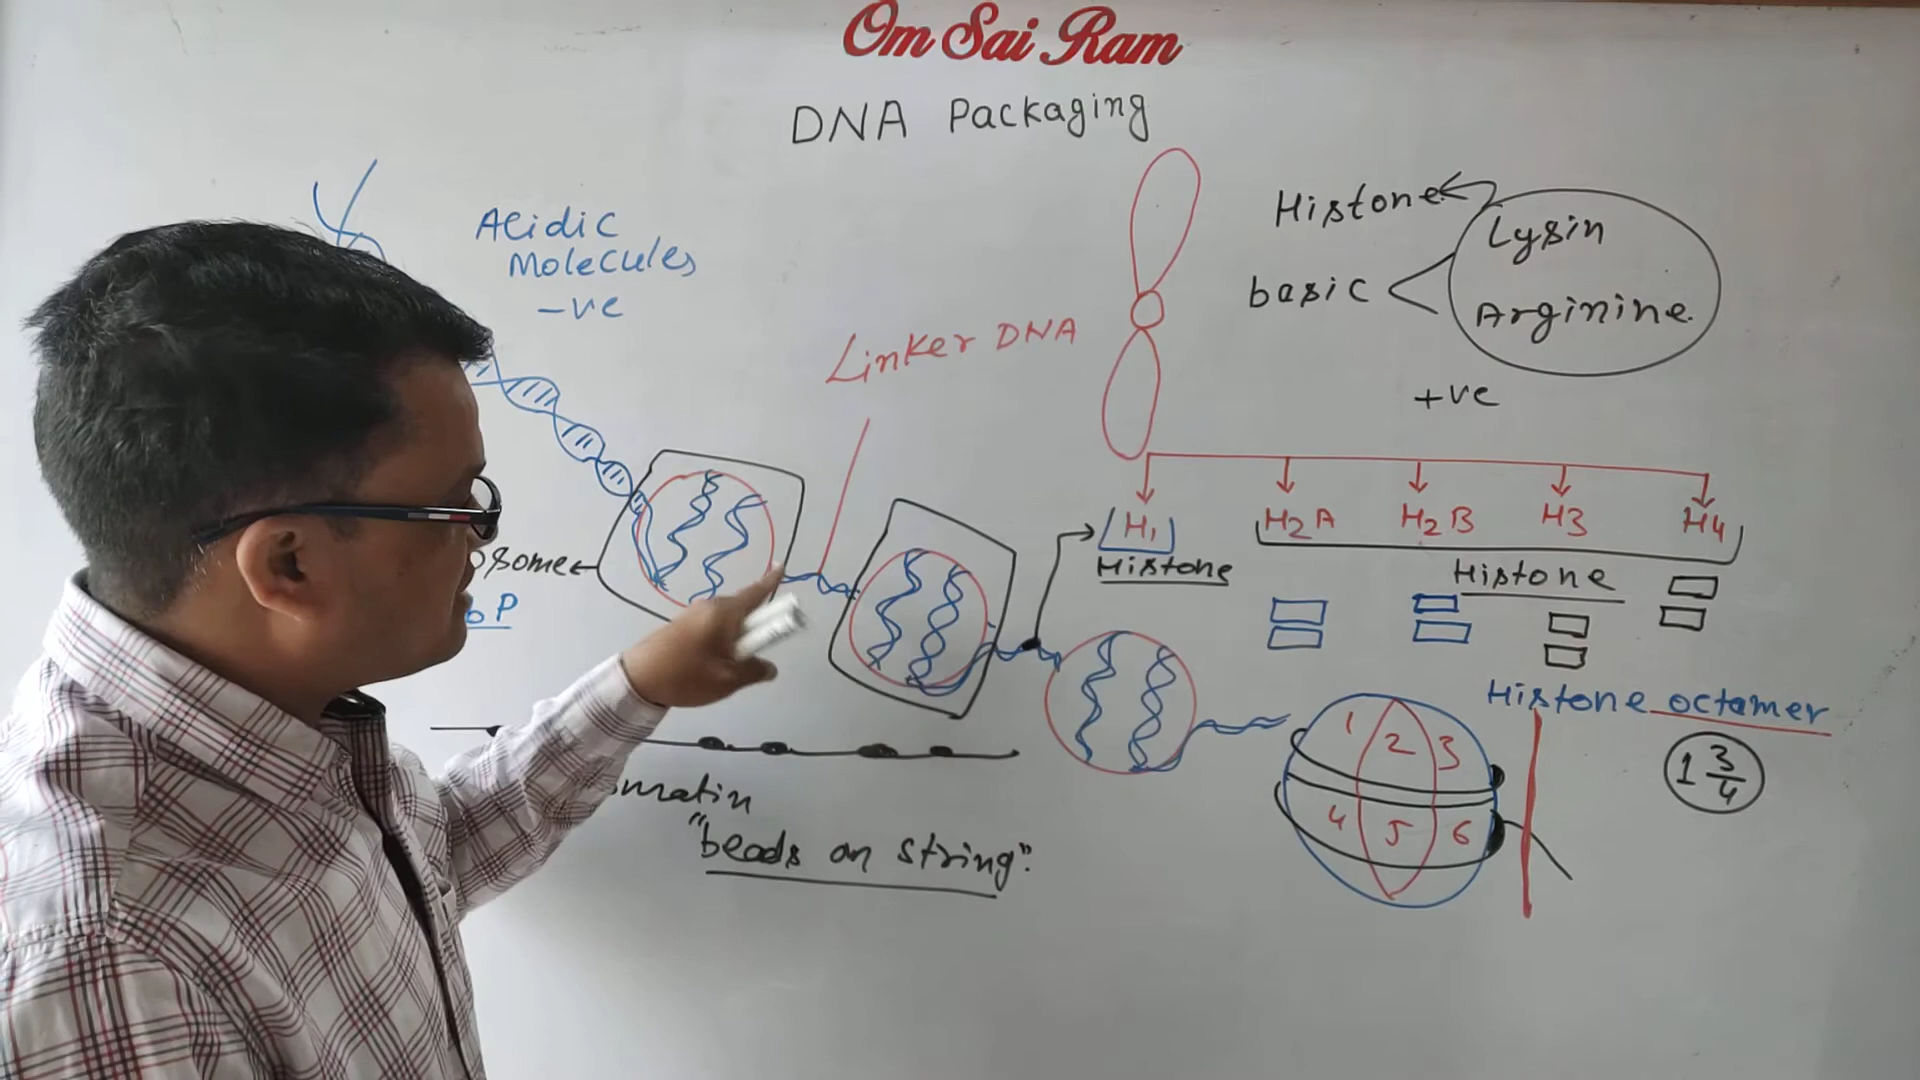 Om Sai Ram
DNA Packaging
Acidic
Molecules
-ve
Linker DNA
Histone
Lysin
basic
Arginine
+ve
H1
H2A
H2B
H3
H4
Histone
Histone
osome
P
Histone octamer
1 3/4
1
2
3
4
5
6
matin
"beads on string".